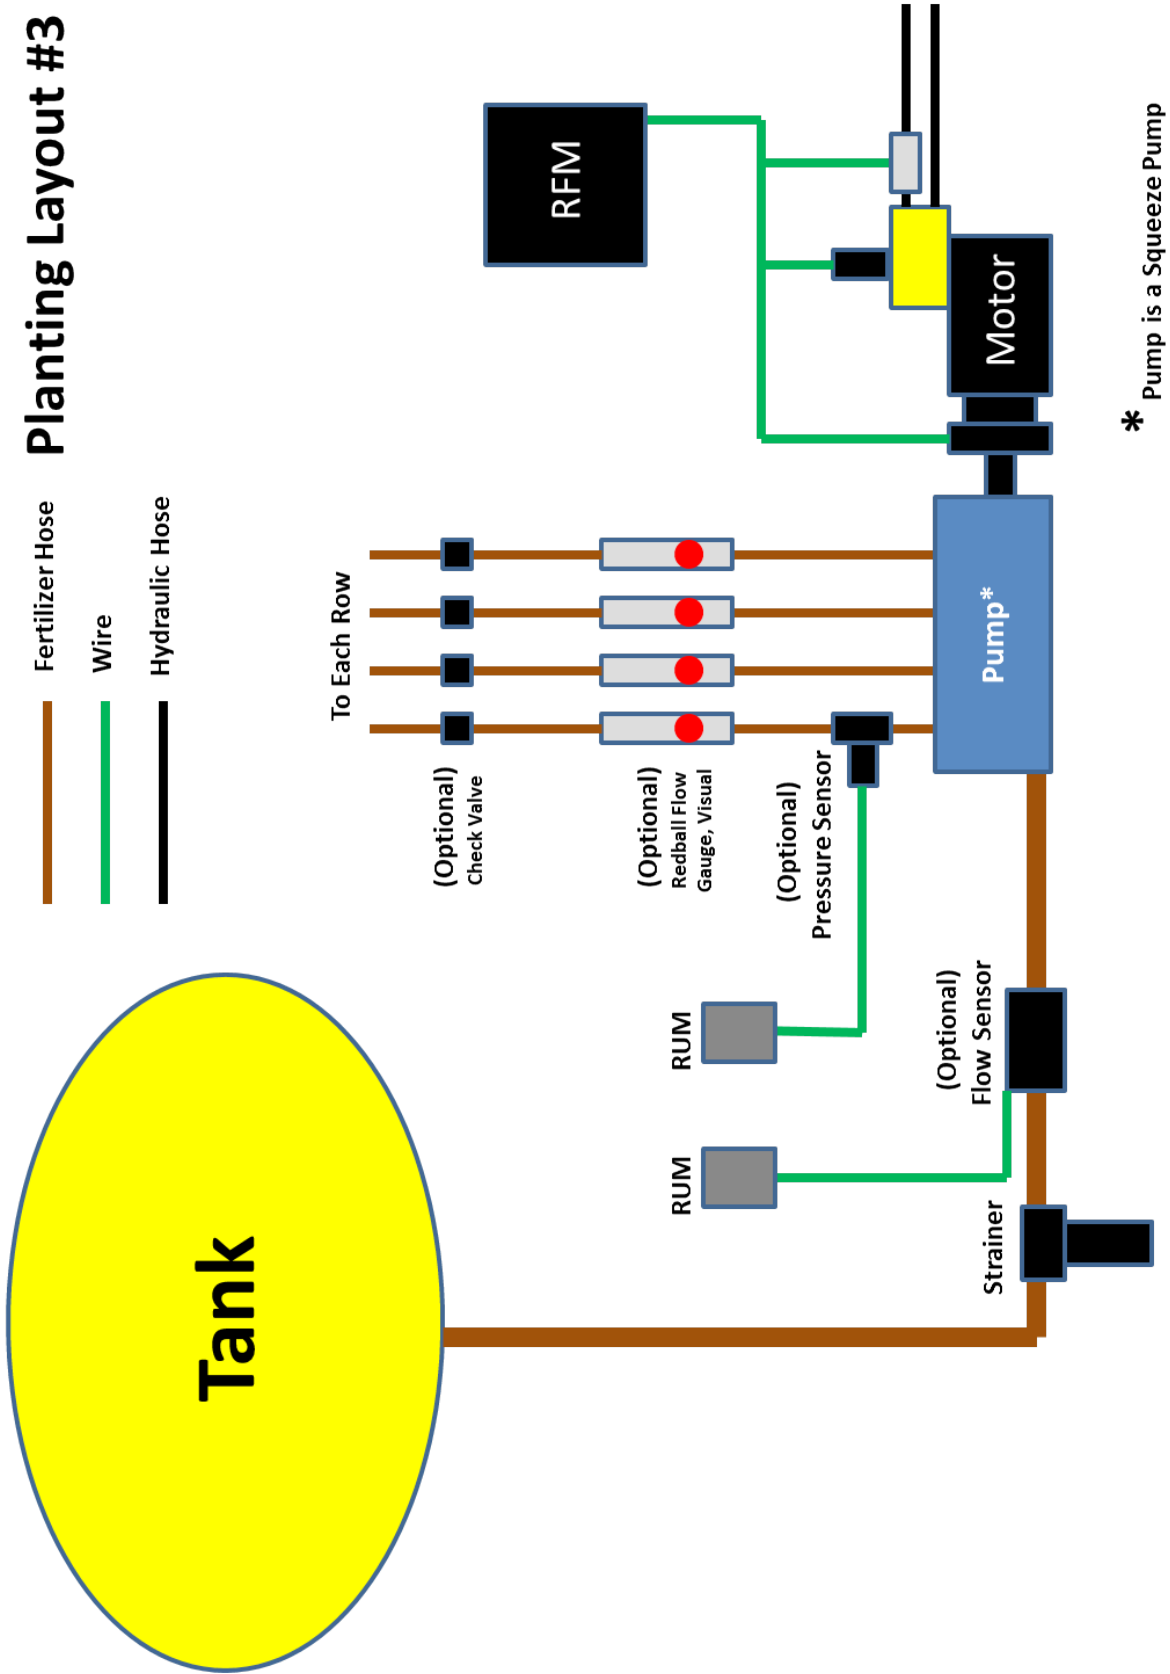 Planting Layout #3
Fertilizer Hose
Wire
Hydraulic Hose
Tank
To Each Row
(Optional)
Check Valve
(Optional)
Redball Flow
Gauge, Visual
(Optional)
Pressure Sensor
RFM
RUM
RUM
(Optional)
Flow Sensor
Strainer
Pump*
Motor
* Pump is a Squeeze Pump